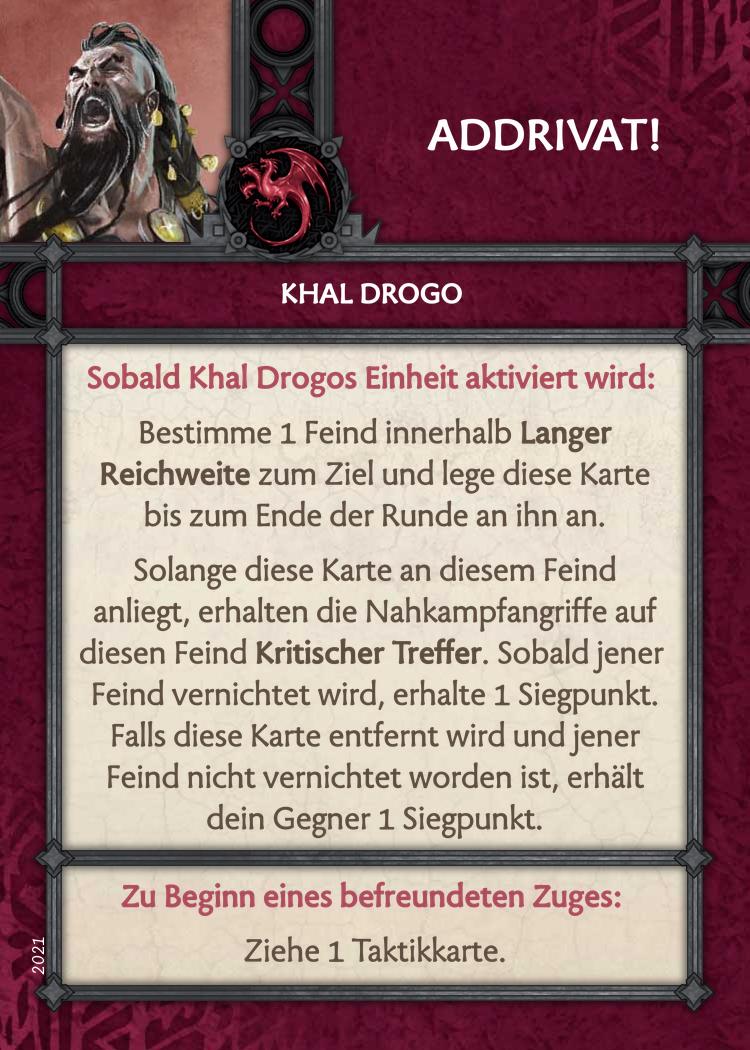 ADDRIVAT!
KHAL DROGO
Sobald Khal Drogos Einheit aktiviert wird:
Bestimme 1 Feind innerhalb Langer
Reichweite zum Ziel und lege diese Karte
bis zum Ende der Runde an ihn an.
Solange diese Karte an diesem Feind
anliegt, erhalten die Nahkampfangriffe auf
diesen Feind Kritischer Treffer. Sobald jener
Feind vernichtet wird, erhalte 1 Siegpunkt.
Falls diese Karte entfernt wird und jener
Feind nicht vernichtet worden ist, erhält
dein Gegner 1 Siegpunkt.
Zu Beginn eines befreundeten Zuges:
Ziehe 1 Taktikkarte.
2021